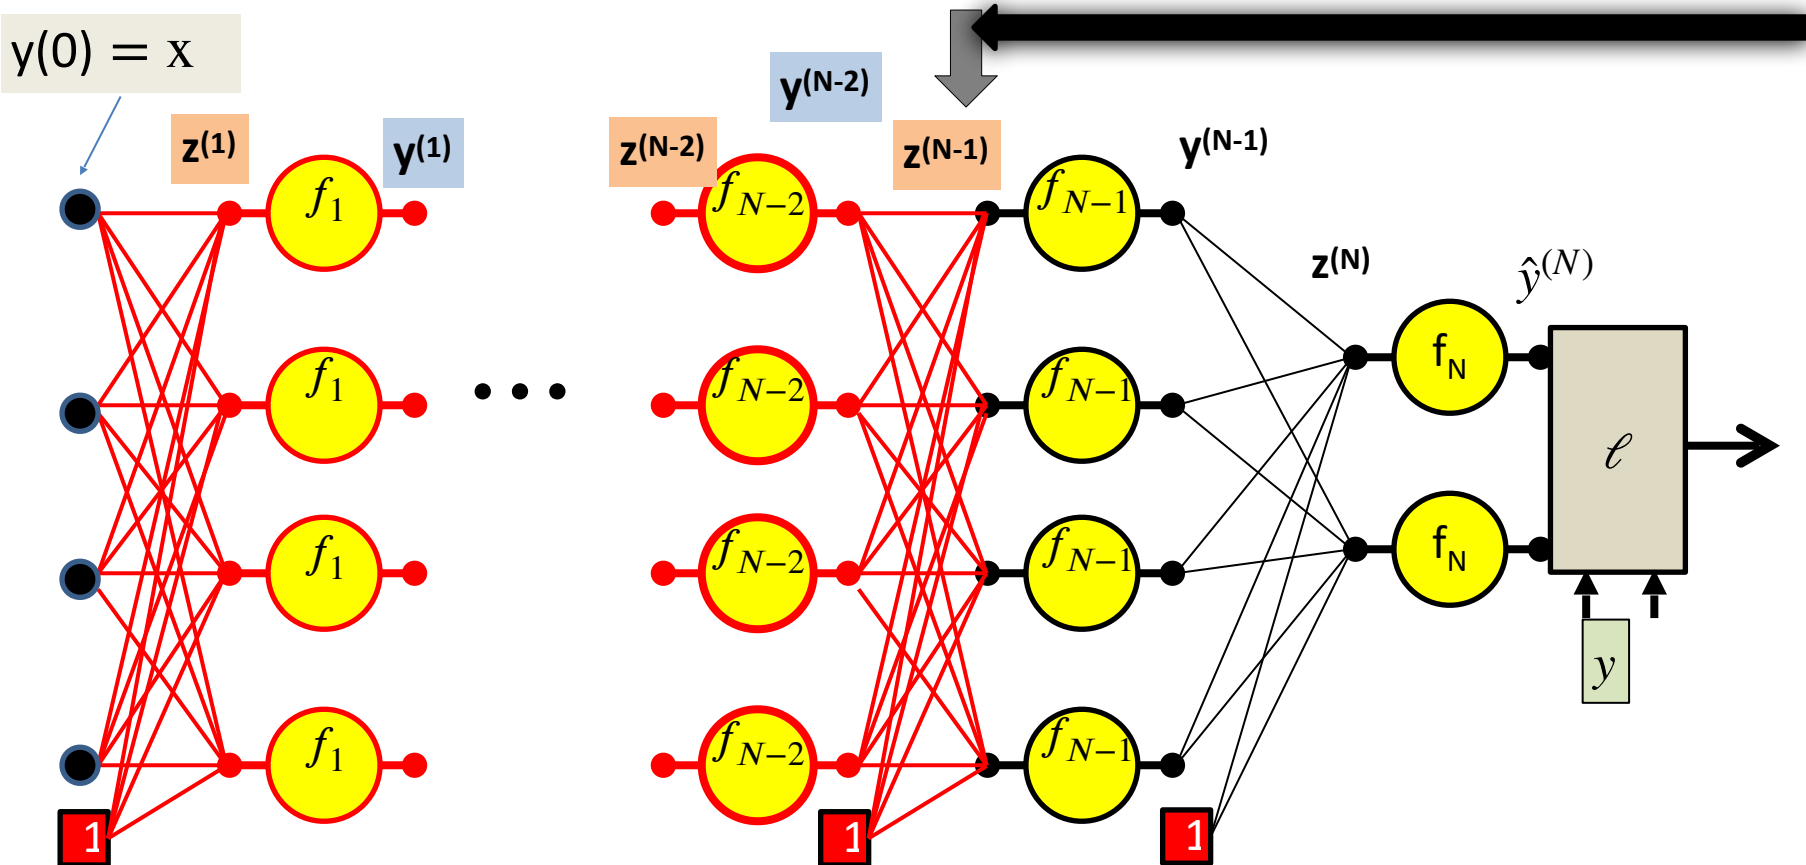 y(0) = x
z(1)
y(1)
z(N-2)
y(N-2)
z(N-1)
y(N-1)
z(N)
ŷ(N)
f1
f1
f1
f1
fN−2
fN−2
fN−2
fN−2
fN−1
fN−1
fN−1
fN−1
fN
fN
ℓ
y
1
1
1